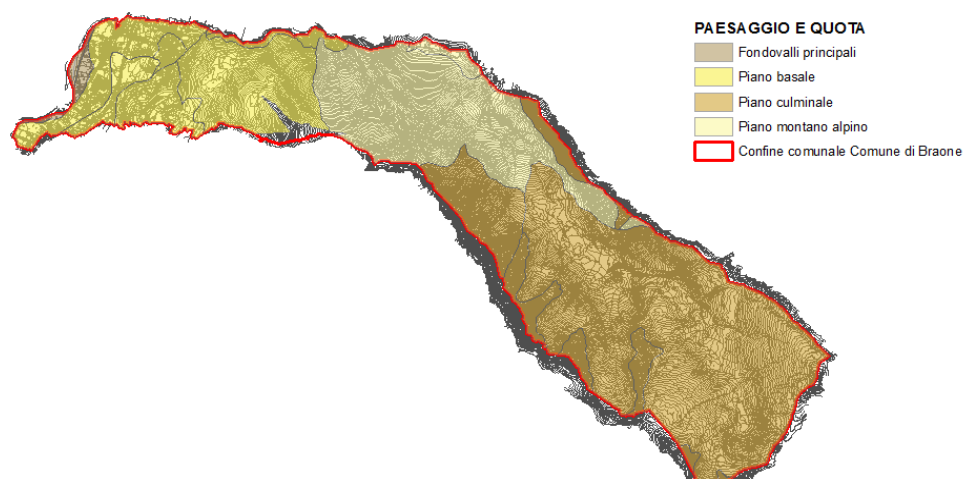 PAESAGGIO E QUOTA
Fondovalli principali
Piano basale
Piano culminale
Piano montano alpino
Confine comunale Comune di Braone